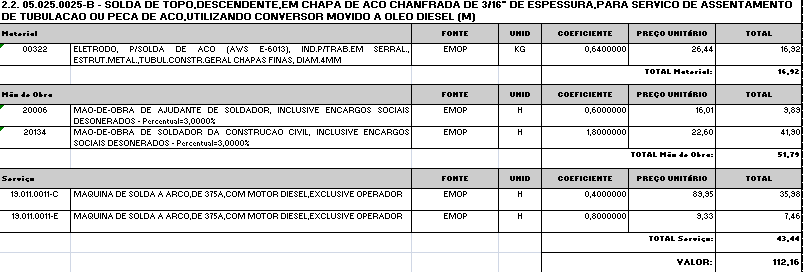 2.2. 05.025.0025-B - SOLDA DE TOPO,DESCENDENTE,EM CHAPA DE ACO CHANFRADA DE 3/16" DE ESPESSURA,PARA SERVICO DE ASSENTAMENTO
DE TUBULACAO OU PECA DE ACO,UTILIZANDO CONVERSOR MOVIDO A OLEO DIESEL (M)
Material FONTE UNID COEFICIENTE PREÇO UNITÁRIO TOTAL
00322 ELETRODO, P/SOLDA DE ACO (AWS E-6013), IND.P/TRAB.EM SERRAL., EMOP KG 0,6400000 26,44 16,92
ESTRUT.METAL.,TUBUL.CONSTR.GERAL CHAPAS FINAS, DIAM.4MM
TOTAL Material: 16,92
Mão de Obra FONTE UNID COEFICIENTE PREÇO UNITÁRIO TOTAL
20006 MAO-DE-OBRA DE AJUDANTE DE SOLDADOR, INCLUSIVE ENCARGOS SOCIAIS EMOP H 0,6000000 16,01 9,89
DESONERADOS - Percentual=3,0000%
20134 MAO-DE-OBRA DE SOLDADOR DA CONSTRUCAO CIVIL, INCLUSIVE ENCARGOS EMOP H 1,8000000 22,60 41,90
SOCIAIS DESONERADOS - Percentual=3,0000%
TOTAL Mão de Obra: 51,79
Serviço FONTE UNID COEFICIENTE PREÇO UNITÁRIO TOTAL
19.011.0011-C MAQUINA DE SOLDA A ARCO,DE 375A,COM MOTOR DIESEL,EXCLUSIVE OPERADOR EMOP H 0,4000000 89,95 35,98
19.011.0011-E MAQUINA DE SOLDA A ARCO,DE 375A,COM MOTOR DIESEL,EXCLUSIVE OPERADOR EMOP H 0,8000000 9,33 7,46
TOTAL Serviço: 43,44
VALOR: 112,16